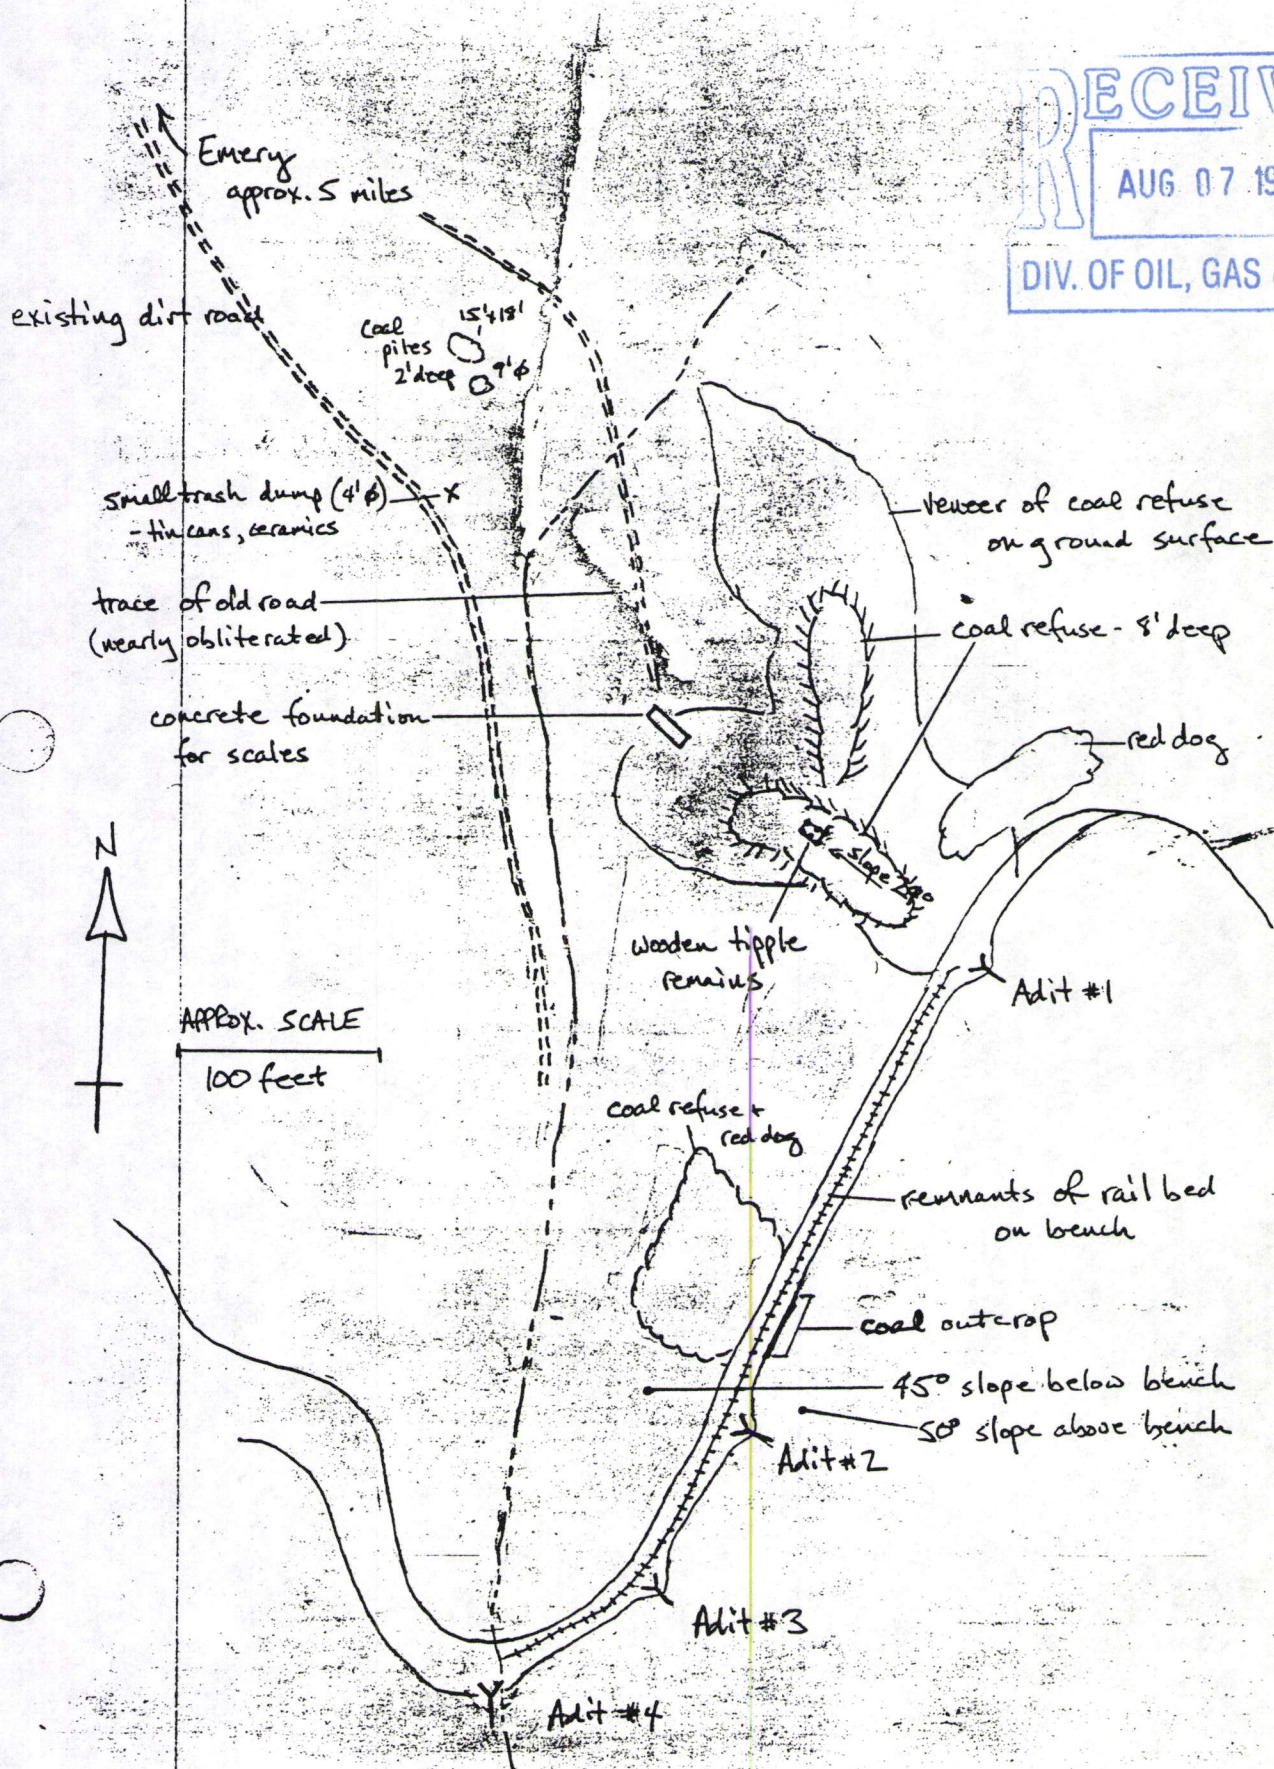 RECEIV
AUG 07 19
DIV. OF OIL, GAS
Emery
approx. 5 miles
existing dirt road
coal
piles
2' deep
15'x18'
9'φ
small trash dump (4'φ)
- tin cans, ceramics
X
trace of old road
(nearly obliterated)
concrete foundation
for scales
veneer of coal refuse
on ground surface
coal refuse - 8' deep
red dog
slope
wooden tipple
remains
N
APPROX. SCALE
100 feet
Adit #1
coal refuse +
red dog
remnants of rail bed
on bench
coal outcrop
45° slope below bench
50° slope above bench
Adit #2
Adit #3
Adit #4